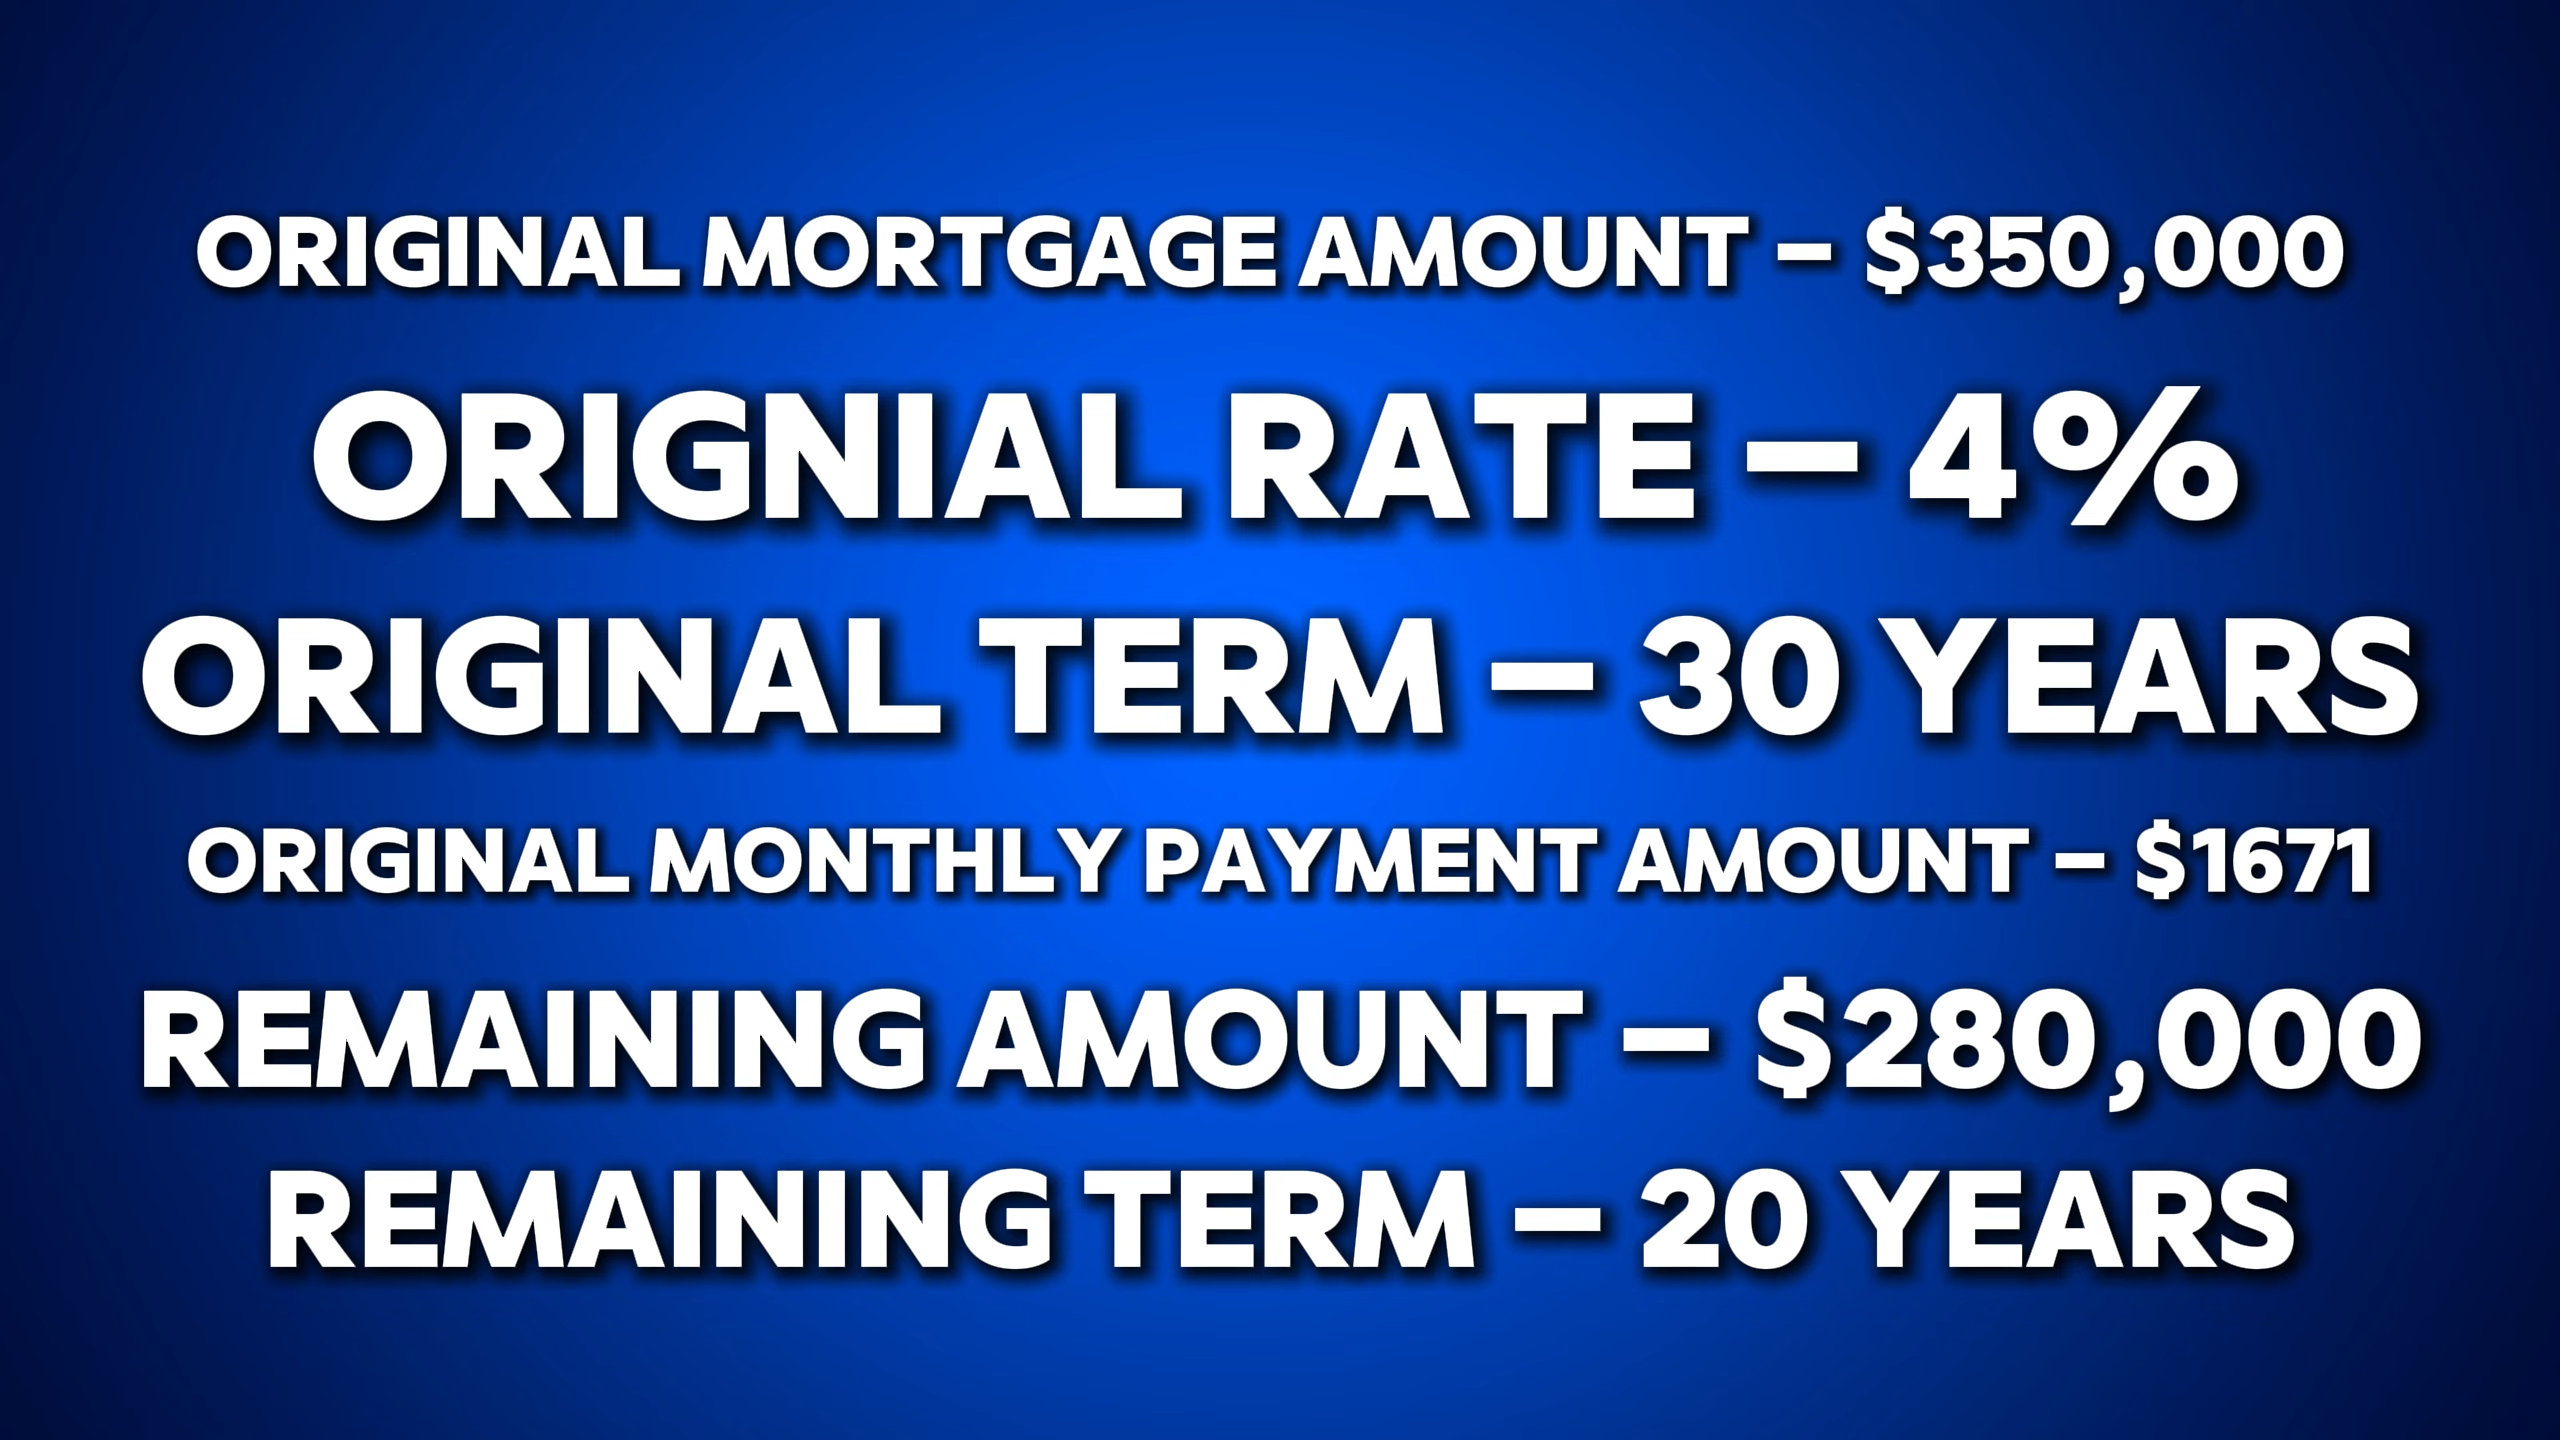 ORIGINAL MORTGAGE AMOUNT – $350,000
ORIGNIAL RATE – 4%
ORIGINAL TERM – 30 YEARS
ORIGINAL MONTHLY PAYMENT AMOUNT – $1671
REMAINING AMOUNT – $280,000
REMAINING TERM – 20 YEARS